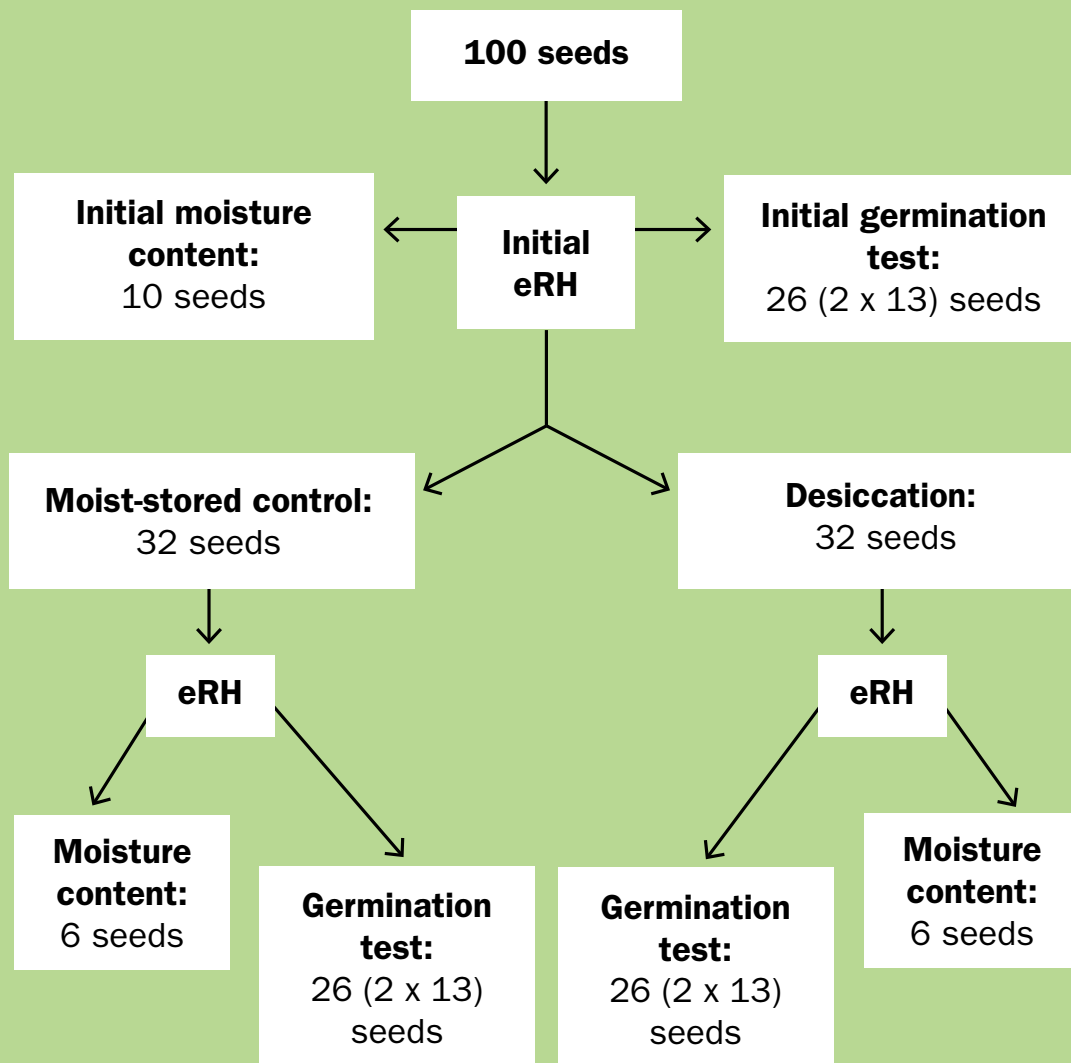 100 seeds
Initial moisture
content:
10 seeds
Initial
eRH
Initial germination
test:
26 (2 x 13) seeds
Moist-stored control:
32 seeds
Desiccation:
32 seeds
eRH
eRH
Moisture
content:
6 seeds
Germination
test:
26 (2 x 13)
seeds
Germination
test:
26 (2 x 13)
seeds
Moisture
content:
6 seeds